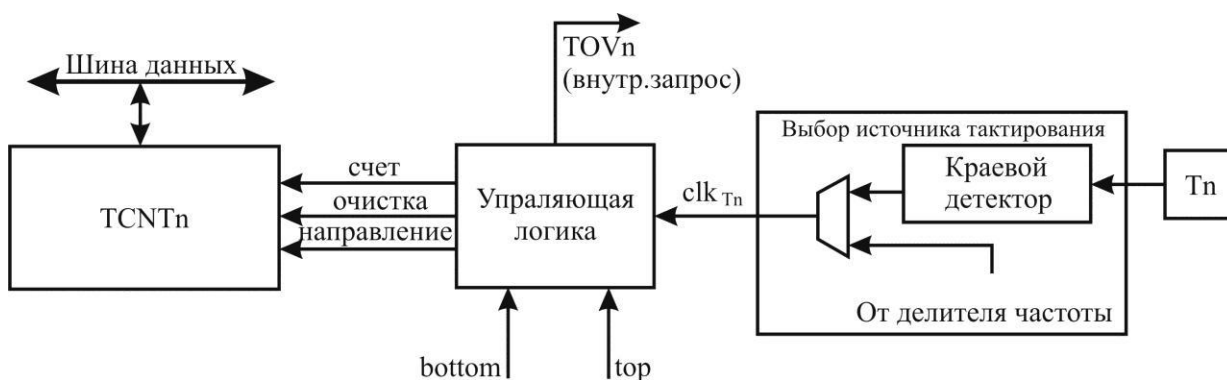 TOVn
(внутр.запрос)
Шина данных
TCNTn
счет
очистка
направление
Упраляющая
логика
clk Tn
Выбор источника тактирования
Краевой
детектор
Tn
От делителя частоты
bottom
top